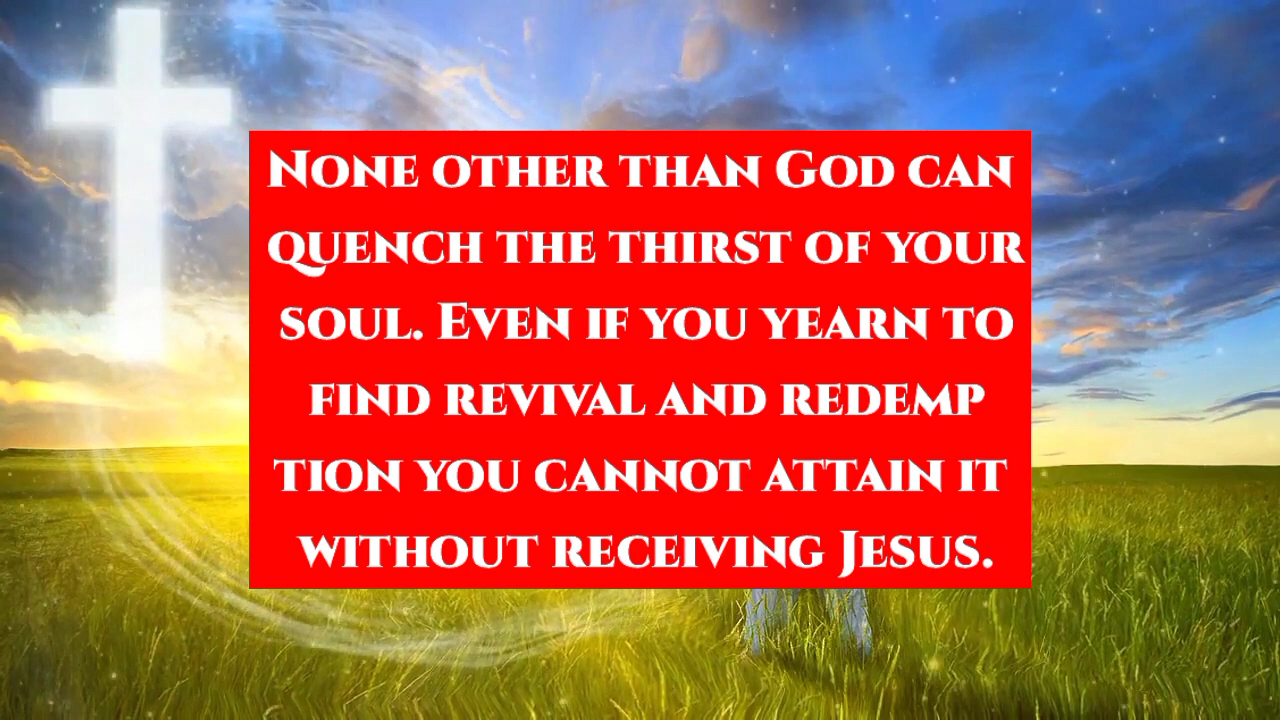 None other than God can
quench the thirst of your
soul. Even if you yearn to
find revival and redemp
tion you cannot attain it
without receiving Jesus.